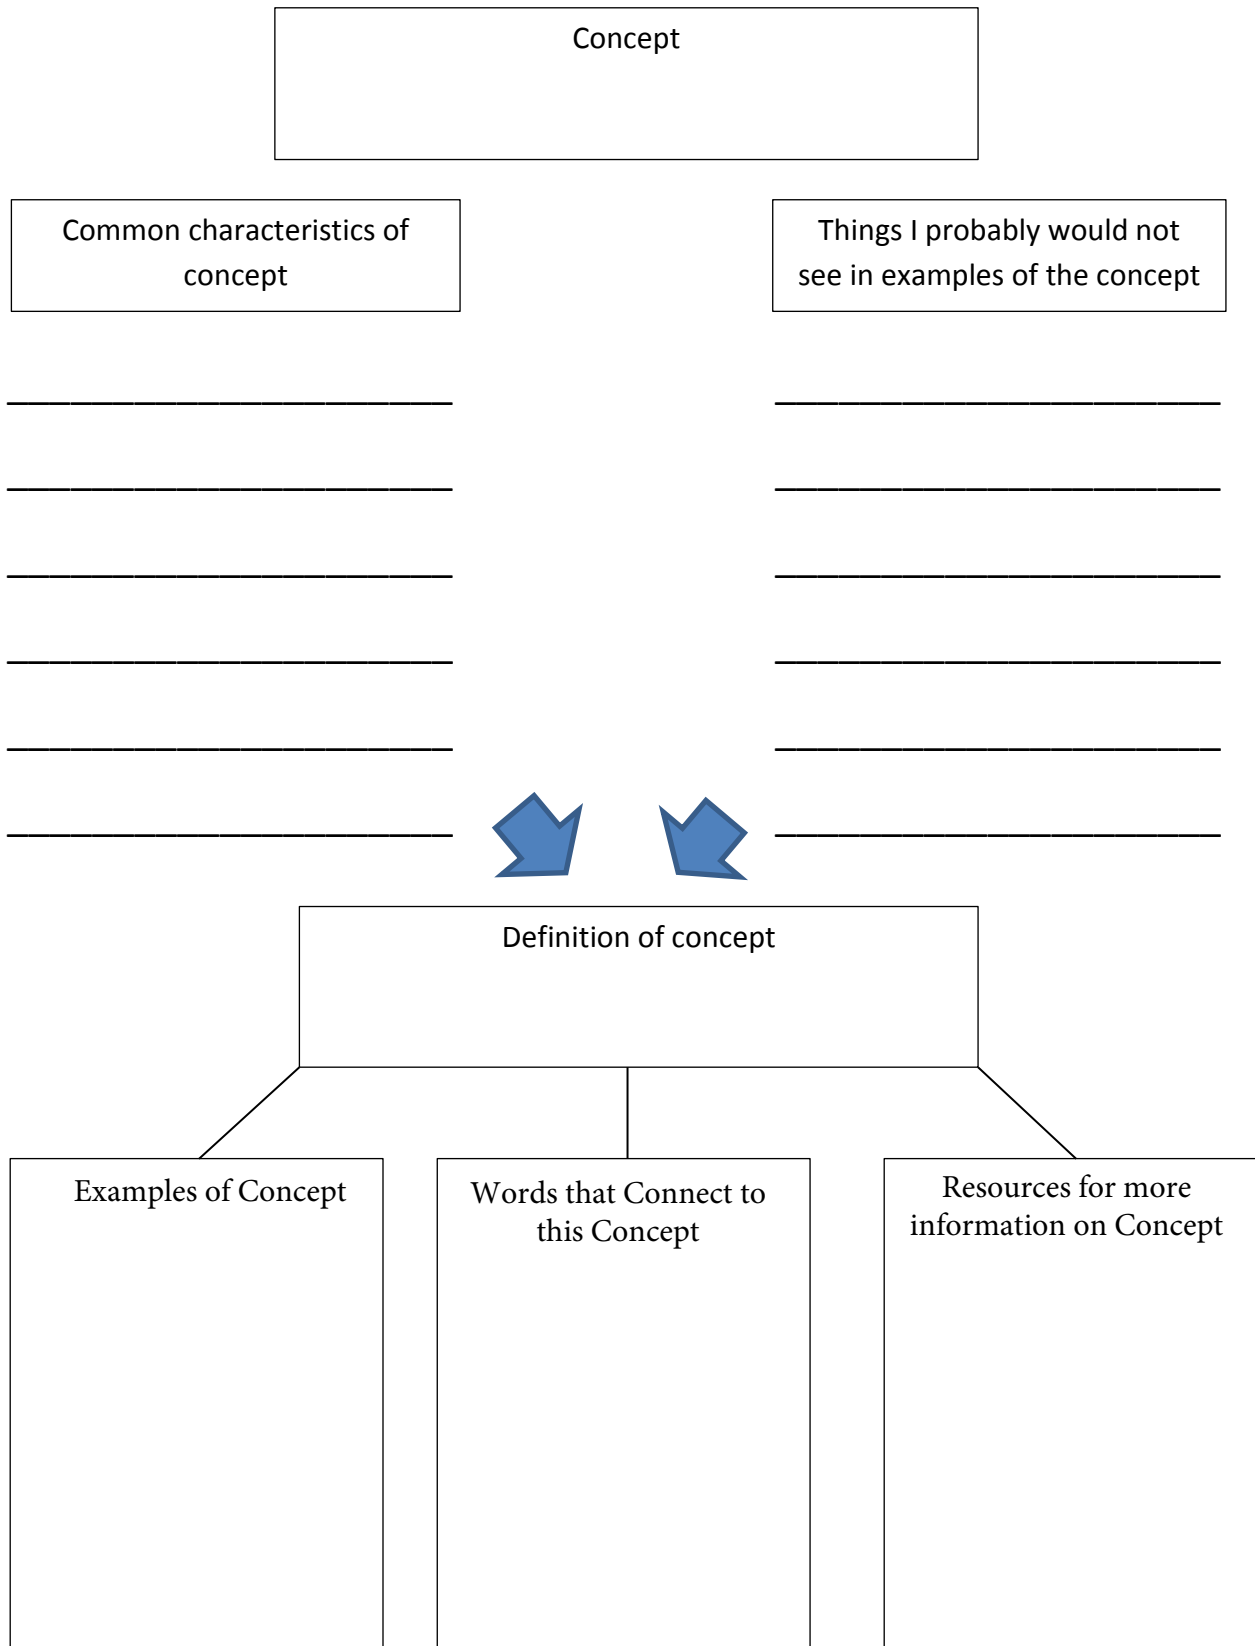 Concept
Common characteristics of
concept
Things I probably would not
see in examples of the concept
Definition of concept
Examples of Concept
Words that Connect to
this Concept
Resources for more
information on Concept